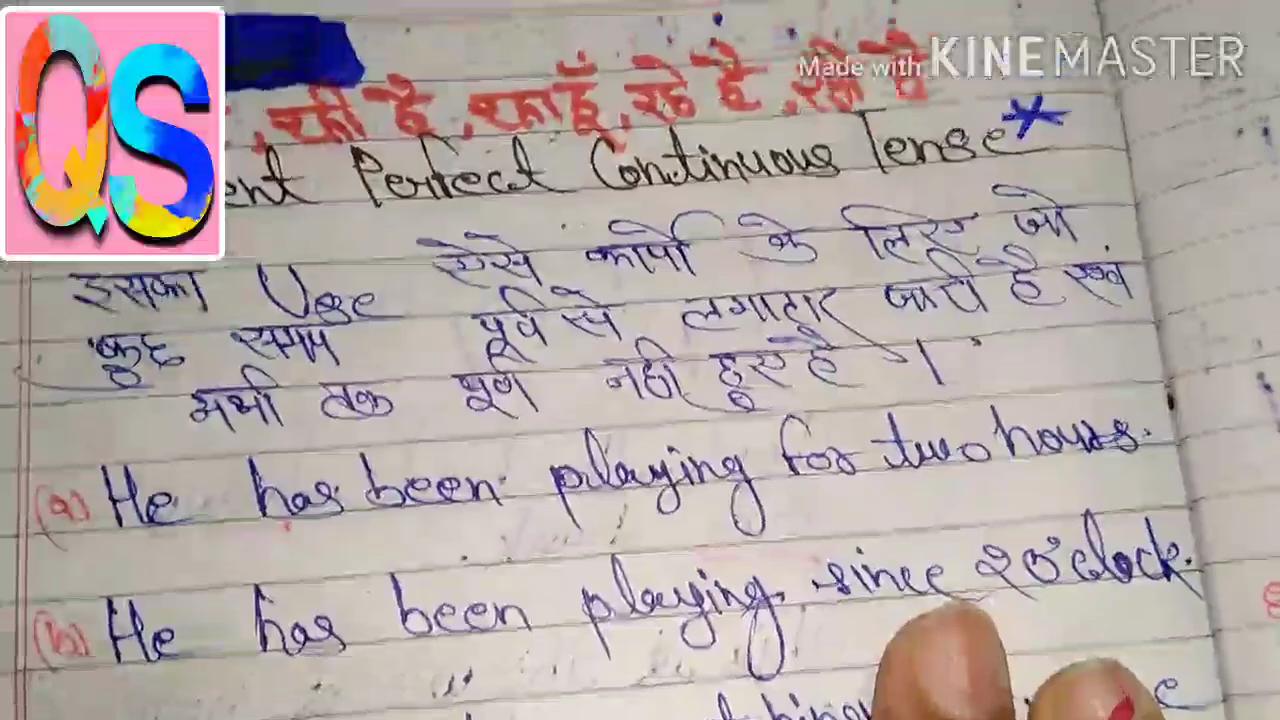 QS
Made with KINEMASTER
, रही है , रहा हूँ , रहे हैं , रहे हैं
ent Perfect Continuous Tense*
इसका Use ऐसे कार्यो के लिए जो
कुछ समय पूर्व से लगातार जारी है एवं
अभी तक पूर्ण नही हुए है ।
(a) He has been playing for two hours.
(b) He has been playing since 2 o'clock.